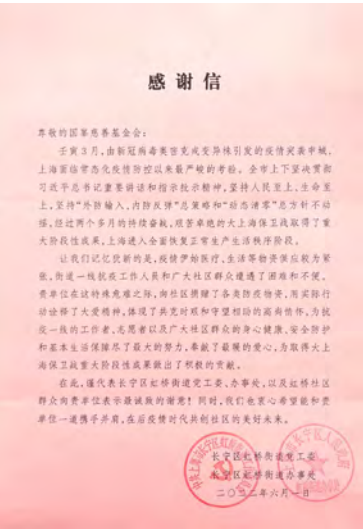 感谢信
尊敬的国峯慈善基金会：
壬寅3月，由新冠病毒奥密克戎变异株引发的疫情突袭申城，
上海面临常态化疫情防控以来最严峻的考验。全市上下坚决贯彻
习近平总书记重要讲话和指示批示精神，坚持人民至上、生命至
上，坚持“外防输入、内防反弹”总策略和“动态清零”总方针不动
摇，经过两个多月的持续奋战，艰苦卓绝的大上海保卫战取得了重
大阶段性成果，上海进入全面恢复正常生产生活秩序阶段。
让我们记忆犹新的是，疫情伊始医疗、生活等物资供应较为紧
张，街道一线抗疫工作人员和广大社区群众遭遇了困难和不便。
贵单位在这特殊危难之际，向社区捐赠了各类防疫物资，用实际行
动诠释了大爱精神，体现了共克时艰和守望相助的高尚情怀，为抗
疫一线的工作者、志愿者以及广大社区群众的身心健康、安全防护
和基本生活保障尽了最大的努力，奉献了最暖的爱心，为取得大上
海保卫战重大阶段性成果做出了积极的贡献。
在此，谨代表长宁区虹桥街道党工委、办事处，以及虹桥社区
群众向贵单位表示最诚致的谢意！同时，我们也衷心希望能和贵
单位一道携手并肩，在后疫情时代共创社区的美好未来。
长宁区虹桥街道党工委
长宁区虹桥街道办事处
二〇二二年六月一日